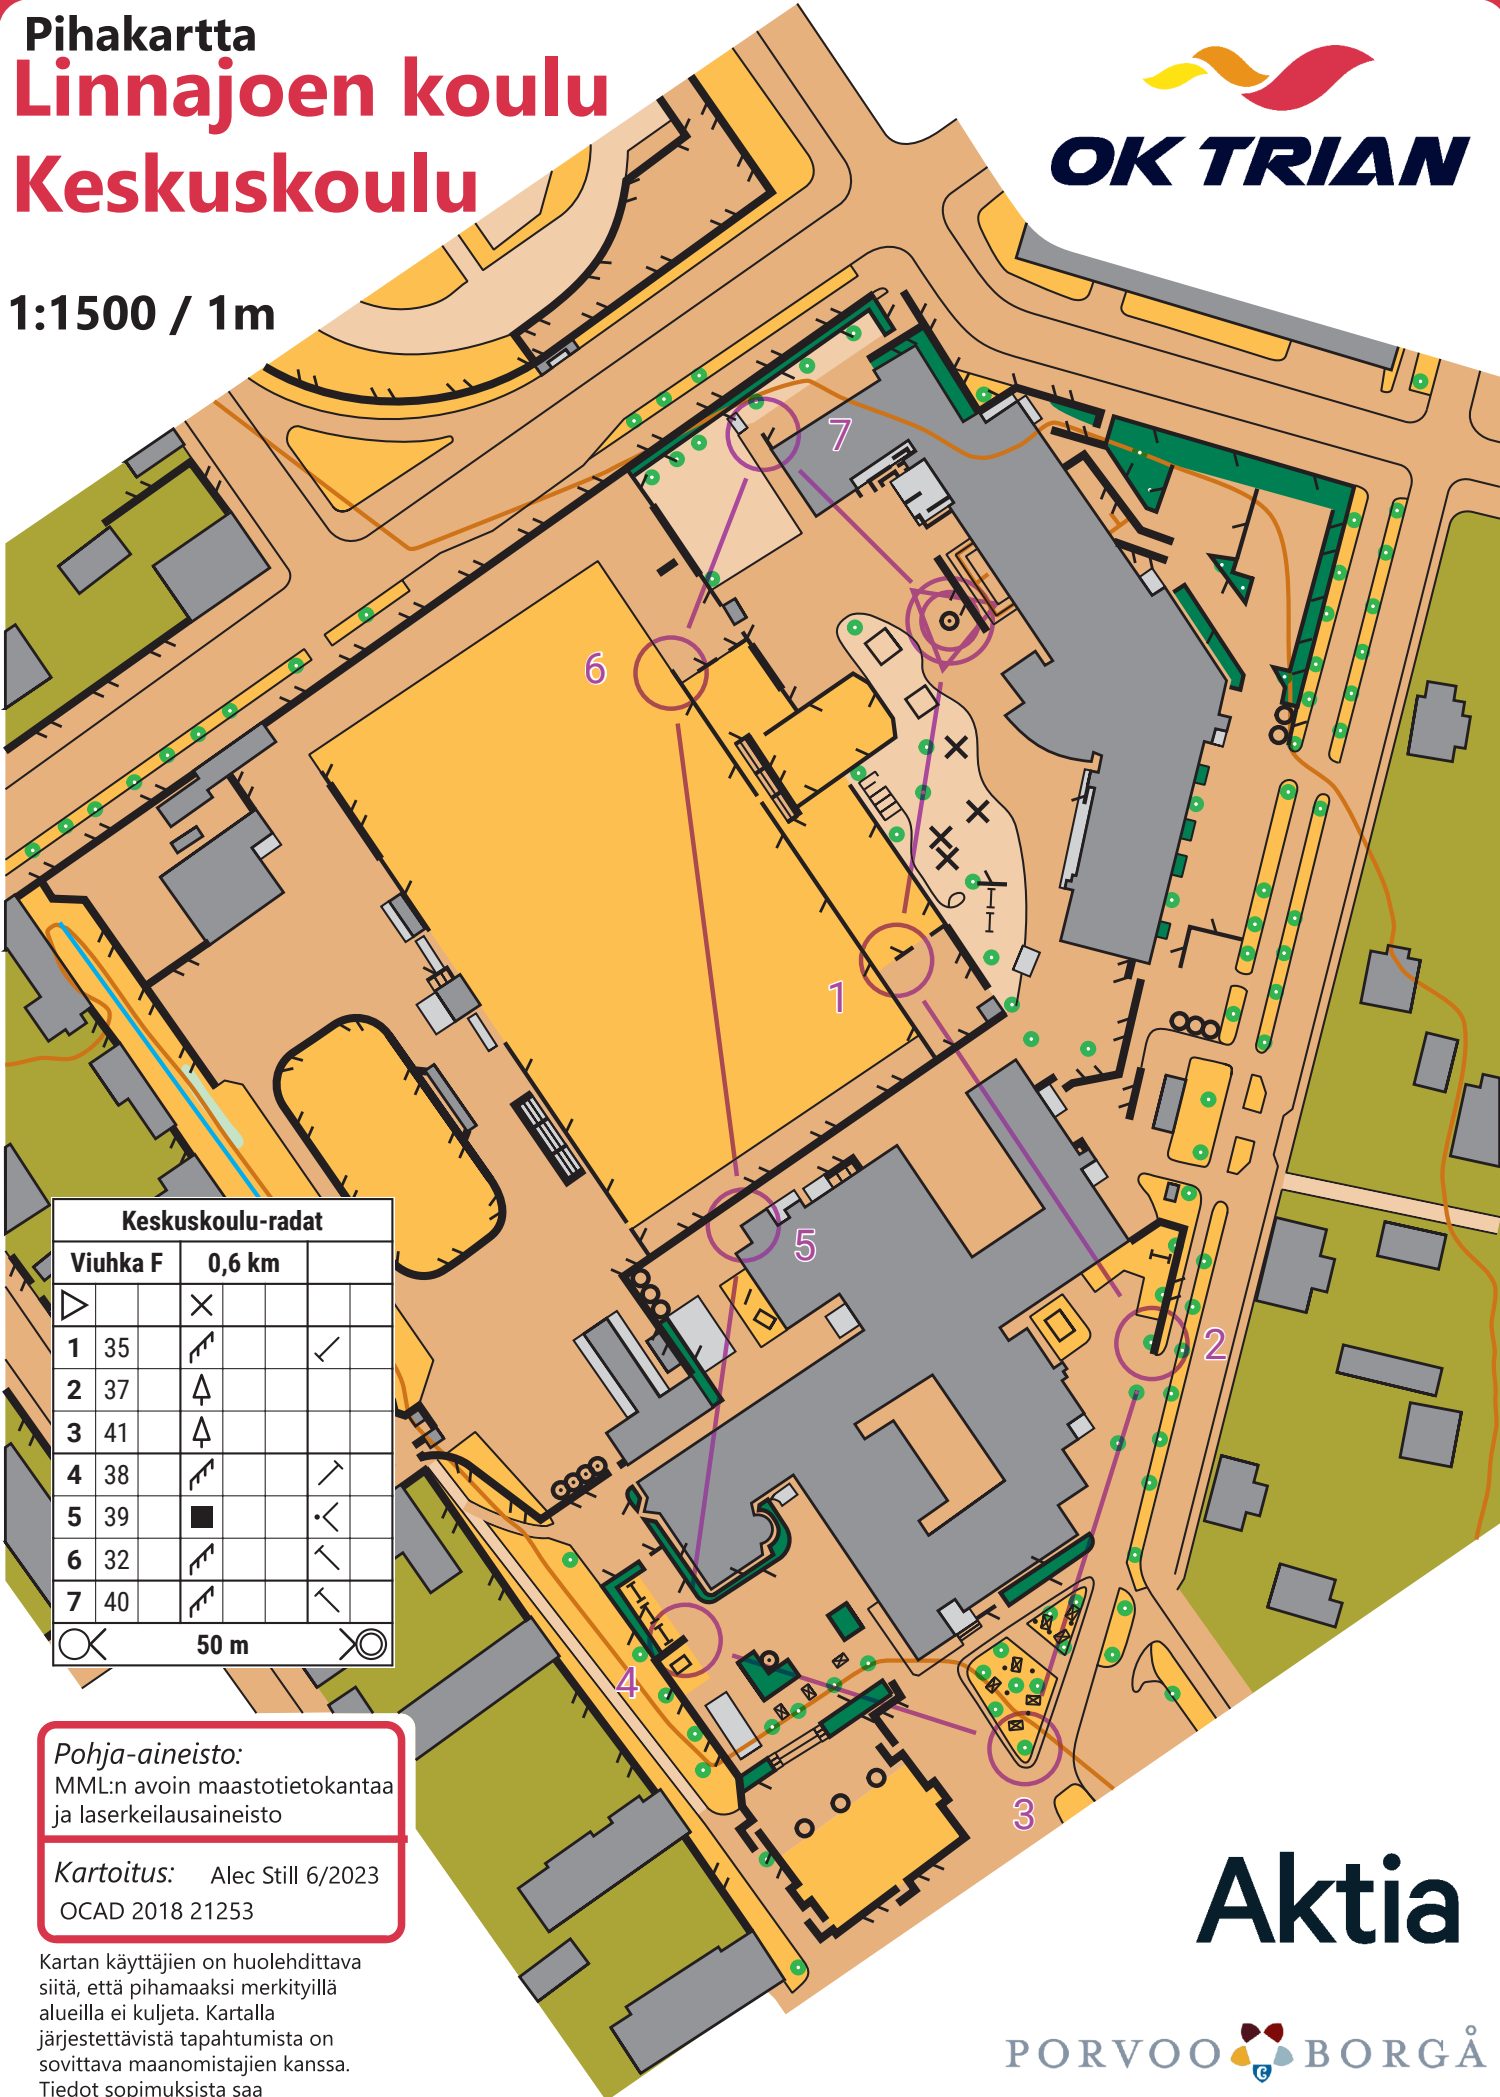 Pihakartta
Linnajoen koulu
Keskuskoulu
1:1500 / 1m
OK TRIAN
7
6
1
5
2
4
3
Keskuskoulu-radat
Viuhka F 0,6 km
1 35
2 37
3 41
4 38
5 39
6 32
7 40
50 m
Pohja-aineisto:
MML:n avoin maastotietokantaa
ja laserkeilausaineisto
Kartoitus: Alec Still 6/2023
OCAD 2018 21253
Kartan käyttäjien on huolehdittava
siitä, että pihamaaksi merkityillä
alueilla ei kuljeta. Kartalla
järjestettävistä tapahtumista on
sovittava maanomistajien kanssa.
Tiedot sopimuksista saa
Aktia
PORVOO BORGÅ